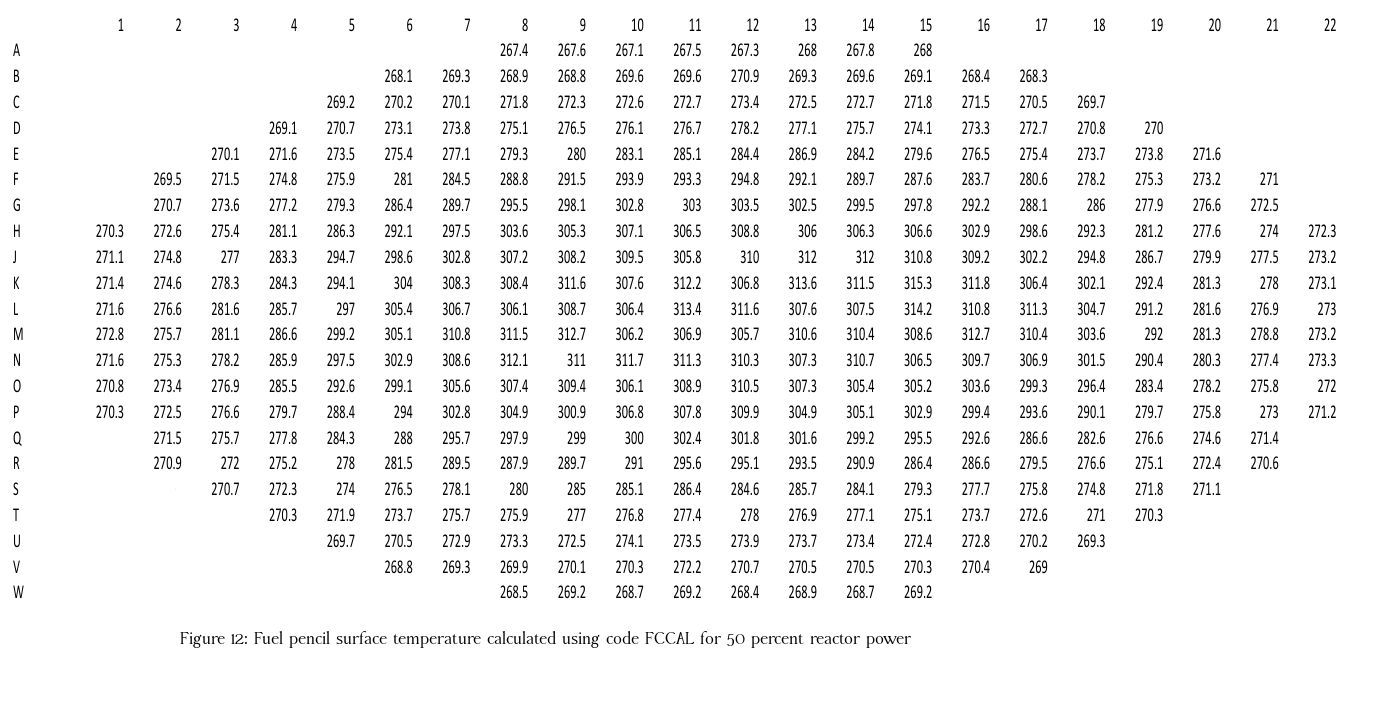 1 2 3 4 5 6 7 8 9 10 11 12 13 14 15 16 17 18 19 20 21 22
A 267.4 267.6 267.1 267.5 267.3 268 267.8 268
B 268.1 269.3 268.9 268.8 269.6 269.6 270.9 269.3 269.6 269.1 268.4 268.3
C 269.2 270.2 270.1 271.8 272.3 272.6 272.7 273.4 272.5 272.7 271.8 271.5 270.5 269.7
D 269.1 270.7 273.1 273.8 275.1 276.5 276.1 276.7 278.2 277.1 275.7 274.1 273.3 272.7 270.8 270
E 270.1 271.6 273.5 275.4 277.1 279.3 280 283.1 285.1 284.4 286.9 284.2 279.6 276.5 275.4 273.7 273.8 271.6
F 269.5 271.5 274.8 275.9 281 284.5 288.8 291.5 293.9 293.3 294.8 292.1 289.7 287.6 283.7 280.6 278.2 275.3 273.2 271
G 270.7 273.6 277.2 279.3 286.4 289.7 295.5 298.1 302.8 303 303.5 302.5 299.5 297.8 292.2 288.1 286 277.9 276.6 272.5
H 270.3 272.6 275.4 281.1 286.3 292.1 297.5 303.6 305.3 307.1 306.5 308.8 306 306.3 306.6 302.9 298.6 292.3 281.2 277.6 274 272.3
J 271.1 274.8 277 283.3 294.7 298.6 302.8 307.2 308.2 309.5 305.8 310 312 312 310.8 309.2 302.2 294.8 286.7 279.9 277.5 273.2
K 271.4 274.6 278.3 284.3 294.1 304 308.3 308.4 311.6 307.6 312.2 306.8 313.6 311.5 315.3 311.8 306.4 302.1 292.4 281.3 278 273.1
L 271.6 276.6 281.6 285.7 297 305.4 306.7 306.1 308.7 306.4 313.4 311.6 307.6 307.5 314.2 310.8 311.3 304.7 291.2 281.6 276.9 273
M 272.8 275.7 281.1 286.6 299.2 305.1 310.8 311.5 312.7 306.2 306.9 305.7 310.6 310.4 308.6 312.7 310.4 303.6 292 281.3 278.8 273.2
N 271.6 275.3 278.2 285.9 297.5 302.9 308.6 312.1 311 311.7 311.3 310.3 307.3 310.7 306.5 309.7 306.9 301.5 290.4 280.3 277.4 273.3
O 270.8 273.4 276.9 285.5 292.6 299.1 305.6 307.4 309.4 306.1 308.9 310.5 307.3 305.4 305.2 303.6 299.3 296.4 283.4 278.2 275.8 272
P 270.3 272.5 276.6 279.7 288.4 294 302.8 304.9 300.9 306.8 307.8 309.9 304.9 305.1 302.9 299.4 293.6 290.1 279.7 275.8 273 271.2
Q 271.5 275.7 277.8 284.3 288 295.7 297.9 299 300 302.4 301.8 301.6 299.2 295.5 292.6 286.6 282.6 276.6 274.6 271.4
R 270.9 272 275.2 278 281.5 289.5 287.9 289.7 291 295.6 295.1 293.5 290.9 286.4 286.6 279.5 276.6 275.1 272.4 270.6
S 270.7 272.3 274 276.5 278.1 280 285 285.1 286.4 284.6 285.7 284.1 279.3 277.7 275.8 274.8 271.8 271.1
T 270.3 271.9 273.7 275.7 275.9 277 276.8 277.4 278 276.9 277.1 275.1 273.7 272.6 271 270.3
U 269.7 270.5 272.9 273.3 272.5 274.1 273.5 273.9 273.7 273.4 272.4 272.8 270.2 269.3
V 268.8 269.3 269.9 270.1 270.3 272.2 270.7 270.5 270.5 270.3 270.4 269
W 268.5 269.2 268.7 269.2 268.4 268.9 268.7 269.2
Figure 12: Fuel pencil surface temperature calculated using code FCCAL for 50 percent reactor power